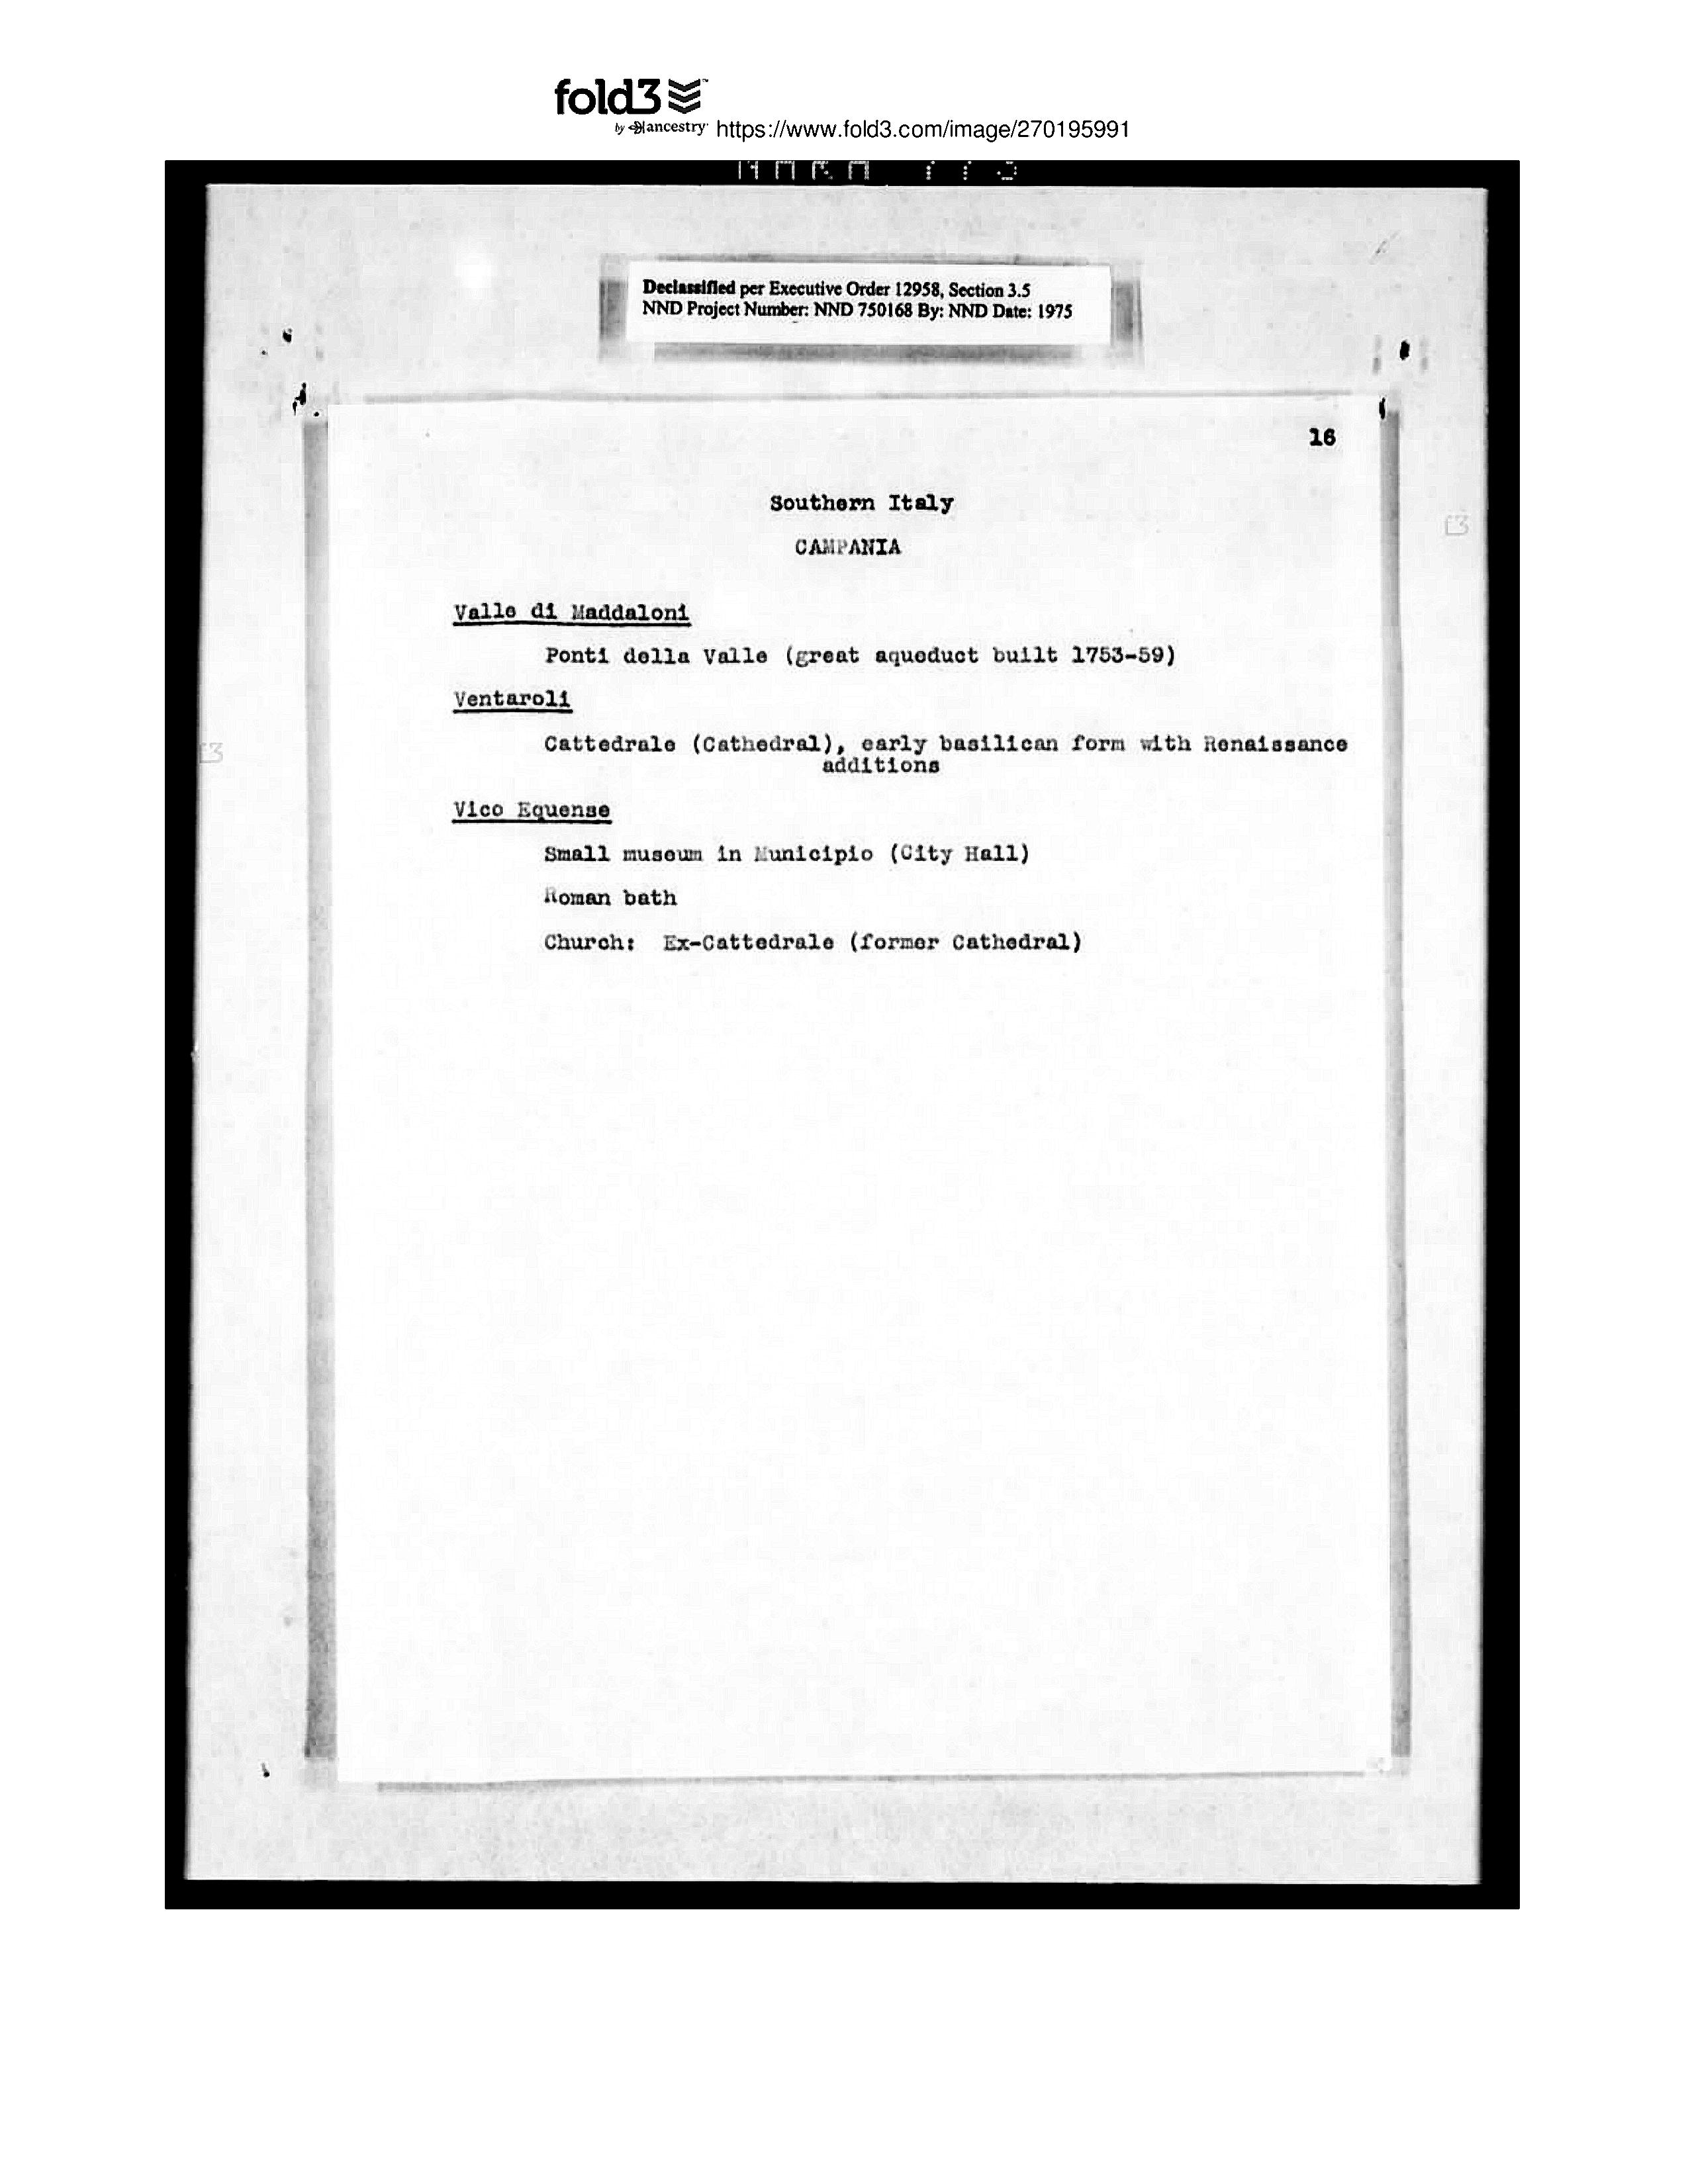 fold3
by ancestry https://www.fold3.com/image/270195991
Declassified per Executive Order 12958, Section 3.5
NND Project Number: NND 750168 By: NND Date: 1975
16
Southern Italy
CAMPANIA
Valle di Maddaloni
Ponti della Valle (great aqueduct built 1753-59)
Ventaroli
Cattedrale (Cathedral), early basilican form with Renaissance
additions
Vico Equense
Small museum in Municipio (City Hall)
Roman bath
Church: Ex-Cattedrale (former Cathedral)